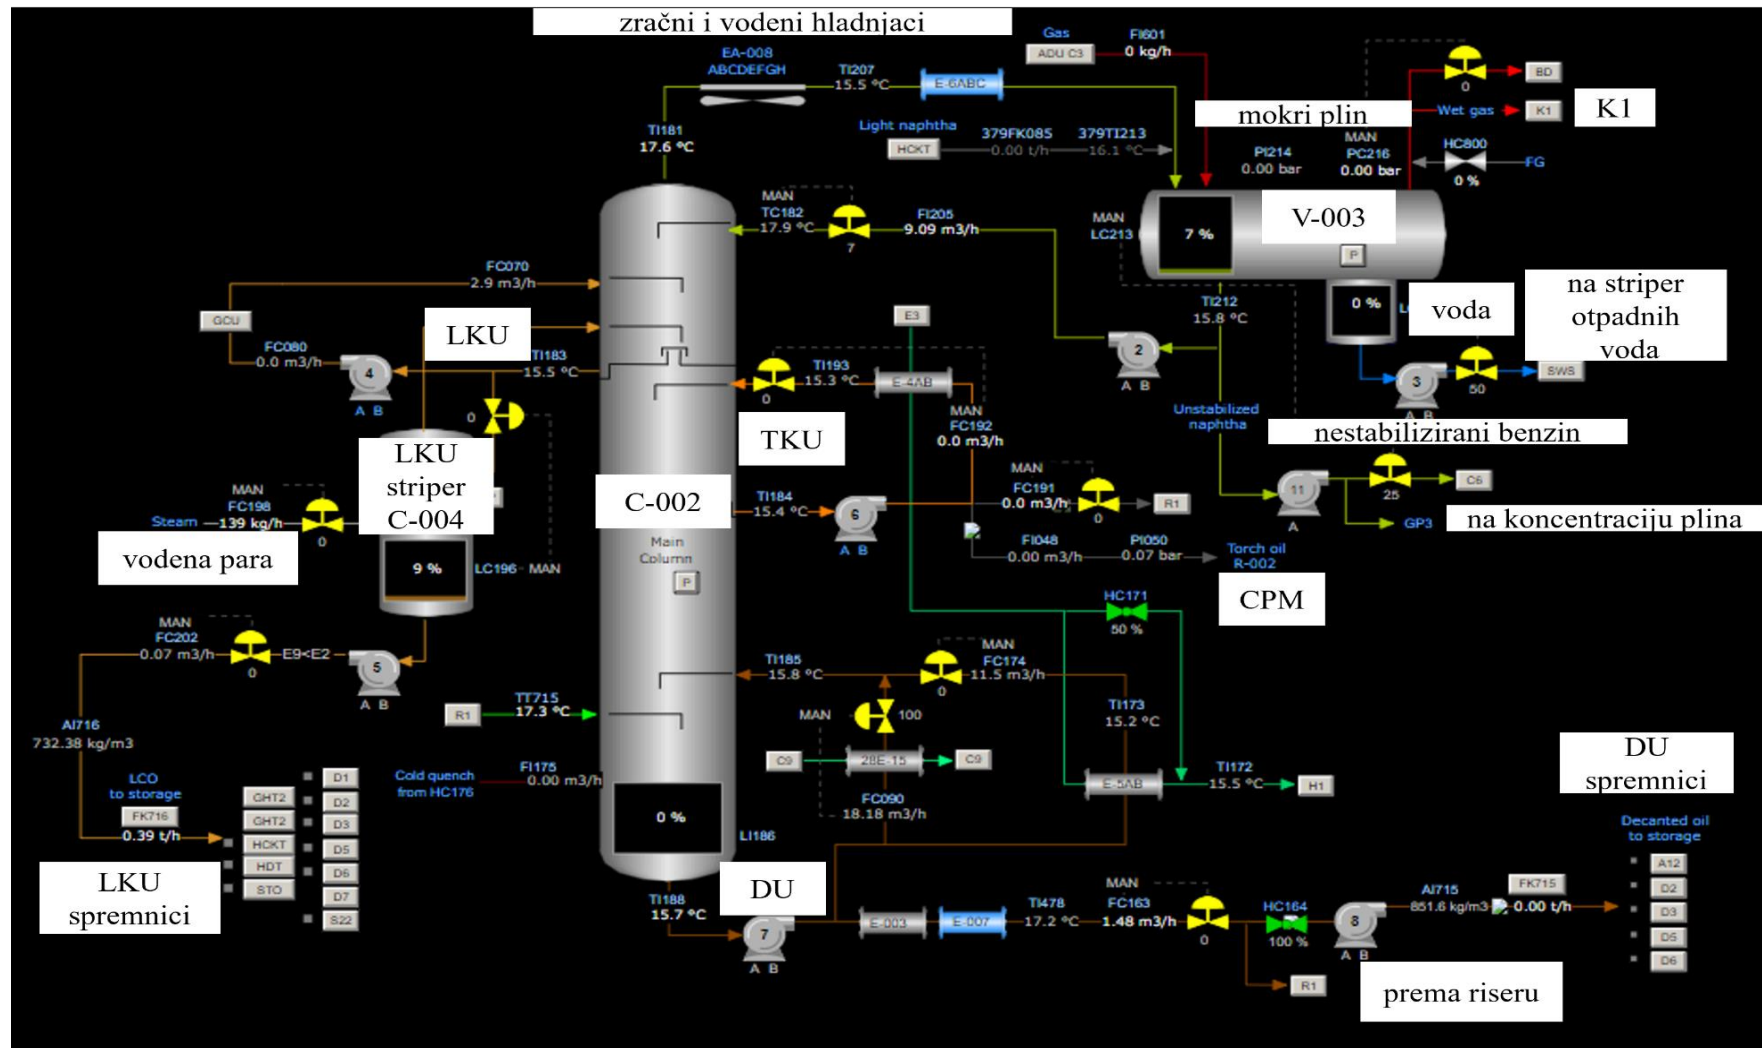 zračni i vodeni hladnjaci
EA-008
ABCDEFGH
TI207
15.5 °C
E-6ABC
Gas
ADU C3
FI601
0 kg/h
0
BD
K1
K1
Wet gas
mokri plin
Light naphtha
HCKT
379FK085
0.00 t/h
379TI213
16.1 °C
TI181
17.6 °C
PI214
0.00 bar
MAN
PC216
0.00 bar
HC800
0 %
FG
MAN
TC182
17.9 °C
7
FI205
9.09 m3/h
MAN
LC213
7 %
V-003
P
0 %
voda
na striper
otpadnih
voda
FC070
2.9 m3/h
GCU
FC080
0.0 m3/h
4
A B
LKU
TI183
15.5 °C
E3
TI212
15.8 °C
2
A B
3
A B
50
SWS
TI193
15.3 °C
0
E-4AB
MAN
FC192
0.0 m3/h
TKU
Unstabilized
naphtha
nestabilizirani benzin
0
LKU
striper
C-004
MAN
FC198
139 kg/h
Steam
0
vodena para
9 %
LC196
MAN
C-002
Main
Column
P
TI184
15.4 °C
6
A B
MAN
FC191
0.0 m3/h
0
R1
11
A
25
C6
GP3
na koncentraciju plina
FI048
0.00 m3/h
PI050
0.07 bar
Torch oil
R-002
CPM
HC171
50 %
MAN
FC202
0.07 m3/h
0
E9<E2
5
A B
TI185
15.8 °C
MAN
FC174
11.5 m3/h
0
R1
TT715
17.3 °C
MAN
100
TI173
15.2 °C
AI716
732.38 kg/m3
Cold quench
from HC176
FI175
0.00 m3/h
C9
28E-15
C9
FC090
18.18 m3/h
E-5AB
TI172
15.5 °C
H1
DU
spremnici
LCO
to storage
FK716
0.39 t/h
GHT2
GHT2
HCKT
HDT
STO
D1
D2
D3
D5
D6
D7
S22
LKU
spremnici
0 %
LI186
Decanted oil
to storage
A12
D2
D3
D5
D6
TI188
15.7 °C
DU
7
A B
E-003
E-007
TI478
17.2 °C
MAN
FC163
1.48 m3/h
0
HC164
100 %
8
A B
AI715
851.6 kg/m3
FK715
0.00 t/h
R1
prema riseru